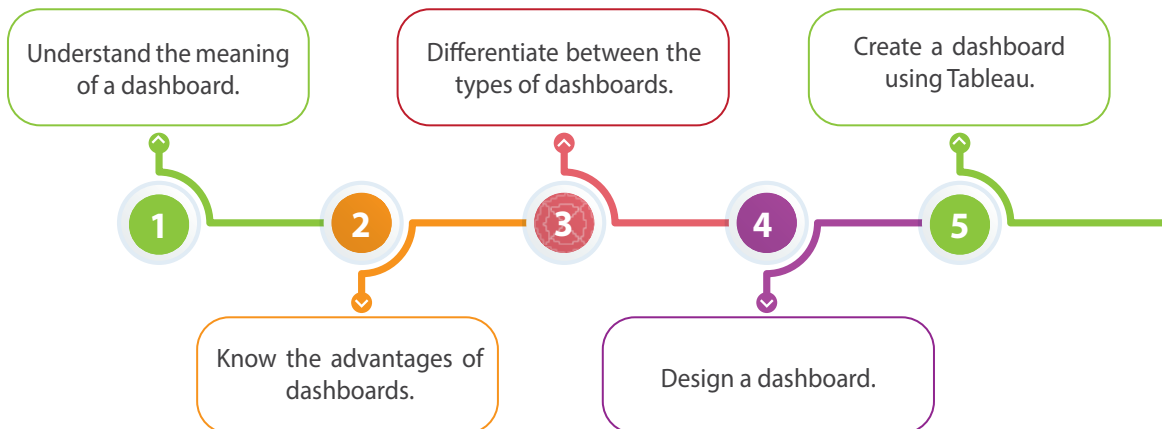 Understand the meaning
of a dashboard.
Differentiate between the
types of dashboards.
Create a dashboard
using Tableau.
1
2
3
4
5
Know the advantages of
dashboards.
Design a dashboard.